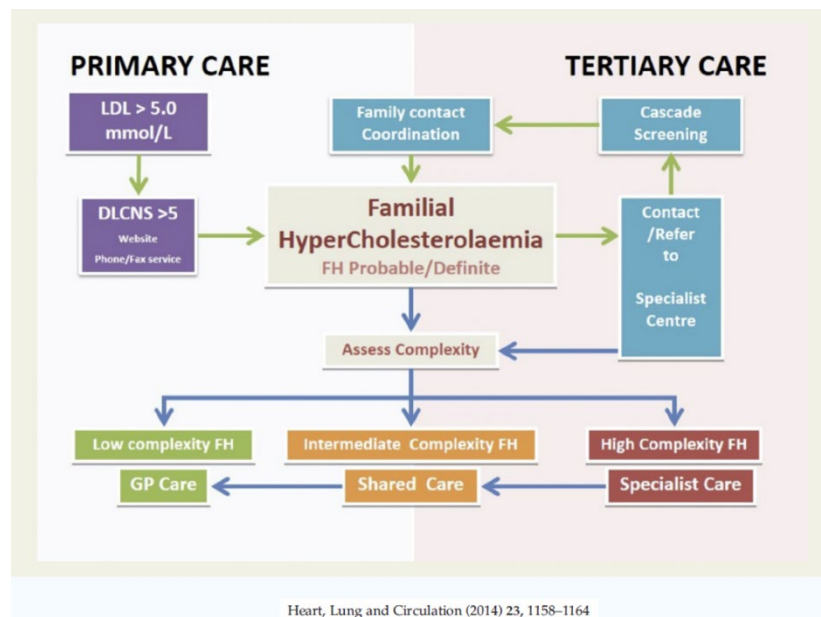 PRIMARY CARE
TERTIARY CARE
LDL > 5.0
mmol/L
Family contact
Coordination
Cascade
Screening
DLCNS >5
Website
Phone/Fax service
Familial
HyperCholesterolaemia
FH Probable/Definite
Contact
/Refer
to
Specialist
Centre
Assess Complexity
Low complexity FH
Intermediate Complexity FH
High Complexity FH
GP Care
Shared Care
Specialist Care
Heart, Lung and Circulation (2014) 23, 1158–1164